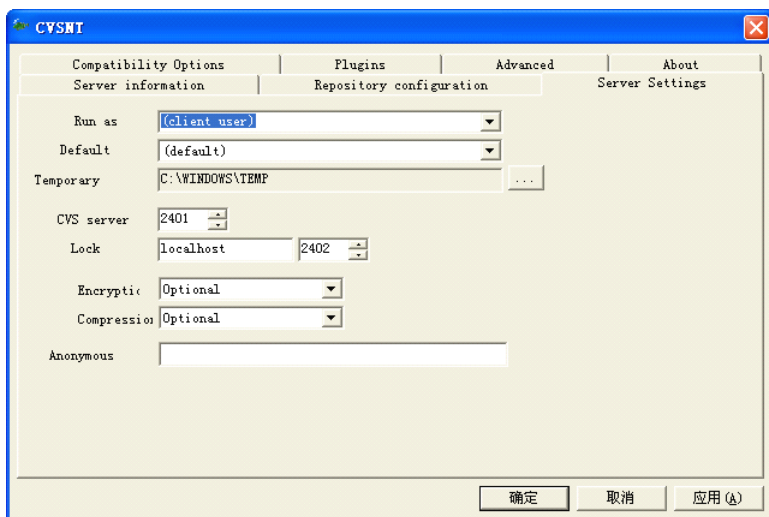 CVSNT
Compatibility Options Plugins Advanced About
Server information Repository configuration Server Settings
Run as (client user)
Default (default)
Temporary C:\WINDOWS\TEMP ...
CVS server 2401
Lock localhost 2402
Encryptic Optional
Compression Optional
Anonymous
确定 取消 应用(A)